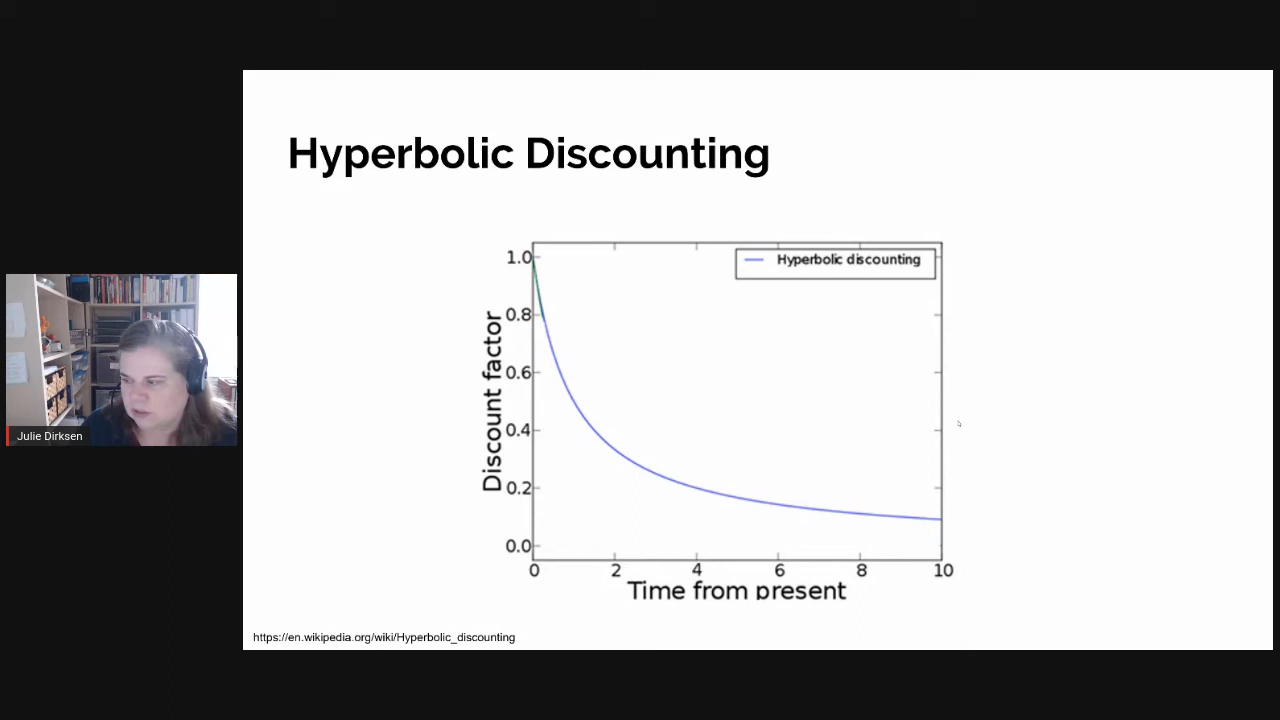 Hyperbolic Discounting
Hyperbolic discounting
1.0
0.8
0.6
0.4
0.2
0.0
Discount factor
0 2 4 6 8 10
Time from present
Julie Dirksen
https://en.wikipedia.org/wiki/Hyperbolic_discounting